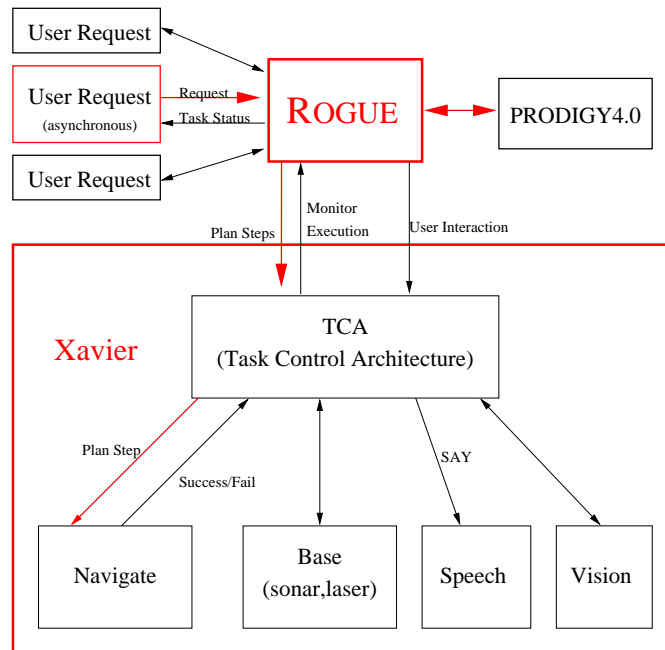 User Request
User Request
(asynchronous)
Request
Task Status
ROGUE
PRODIGY4.0
User Request
Plan Steps
Monitor
Execution
User Interaction
Xavier
TCA
(Task Control Architecture)
Plan Step
Success/Fail
SAY
Navigate
Base
(sonar,laser)
Speech
Vision